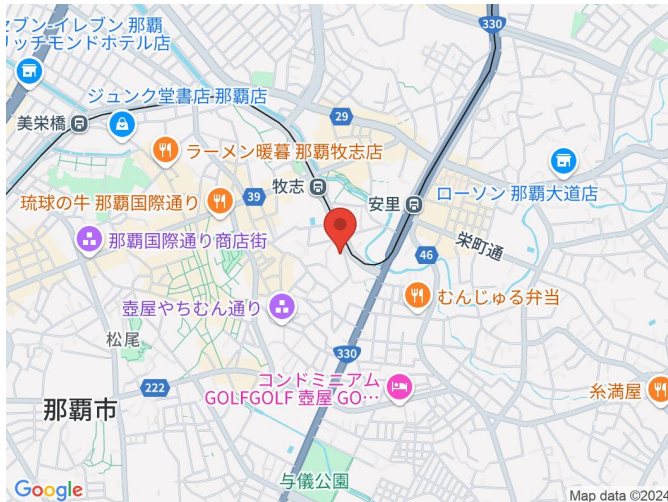 セブン-イレブン 那覇
リッチモンドホテル店
330
ジュンク堂書店 那覇店
美栄橋
29
ラーメン暖暮 那覇牧志店
牧志
ローソン 那覇大道店
琉球の牛 那覇国際通り
39
安里
栄町通
那覇国際通り商店街
46
壺屋やちむん通り
むんじゅる弁当
松尾
330
222
コンドミニアム
GOLFGOLF 壺屋 GO…
糸満屋
那覇市
与儀公園
Google
Map data ©2024